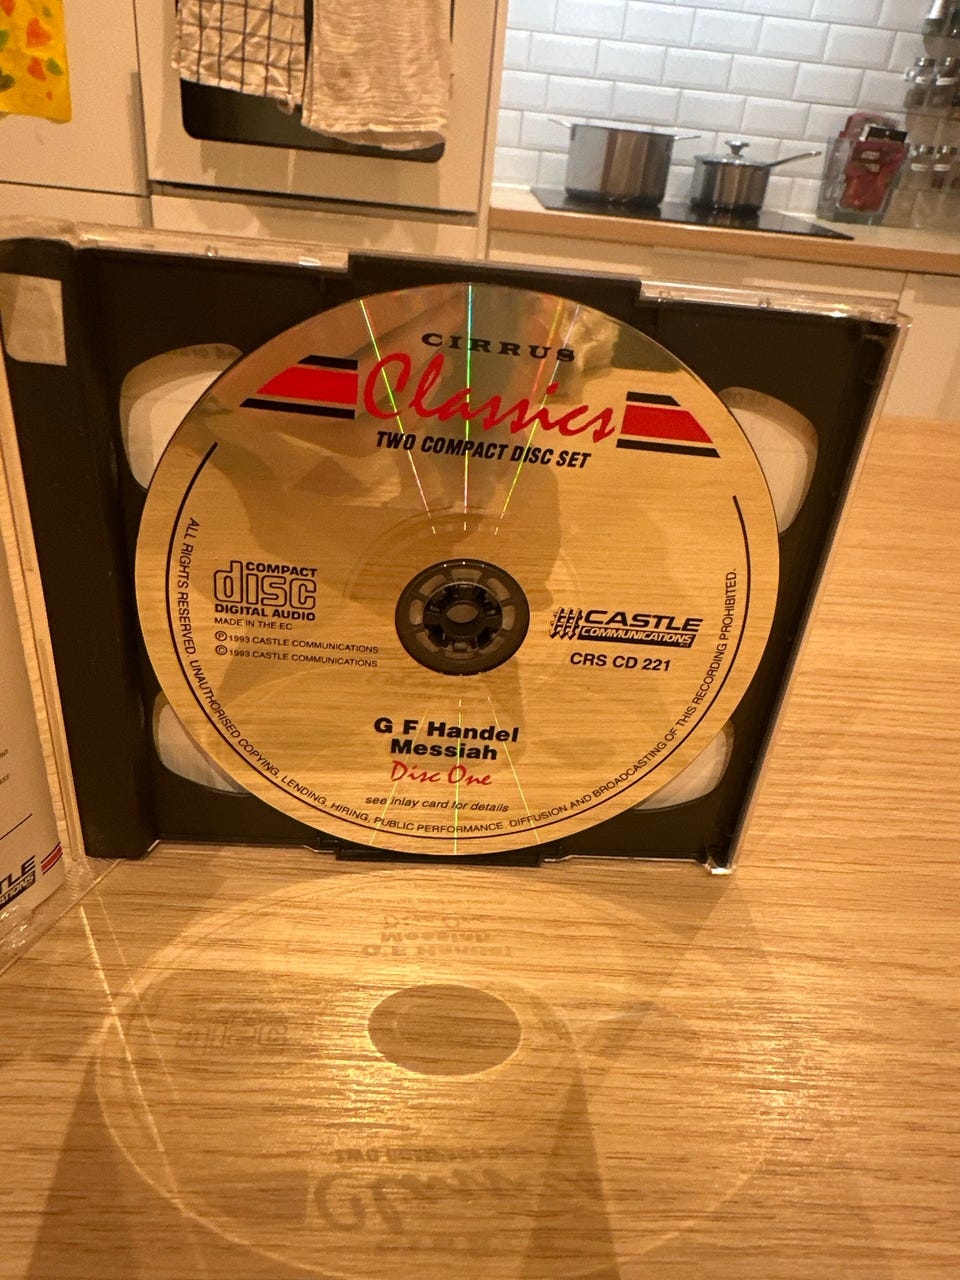 CIRRUS
Classics
TWO COMPACT DISC SET
COMPACT
disc
DIGITAL AUDIO
MADE IN THE EC
Ⓟ 1993 CASTLE COMMUNICATIONS
© 1993 CASTLE COMMUNICATIONS
CASTLE
COMMUNICATIONS
CRS CD 221
G F Handel
Messiah
Disc One
see inlay card for details
ALL RIGHTS RESERVED. UNAUTHORISED COPYING, LENDING, HIRING, PUBLIC PERFORMANCE, DIFFUSION AND BROADCASTING OF THIS RECORDING PROHIBITED.